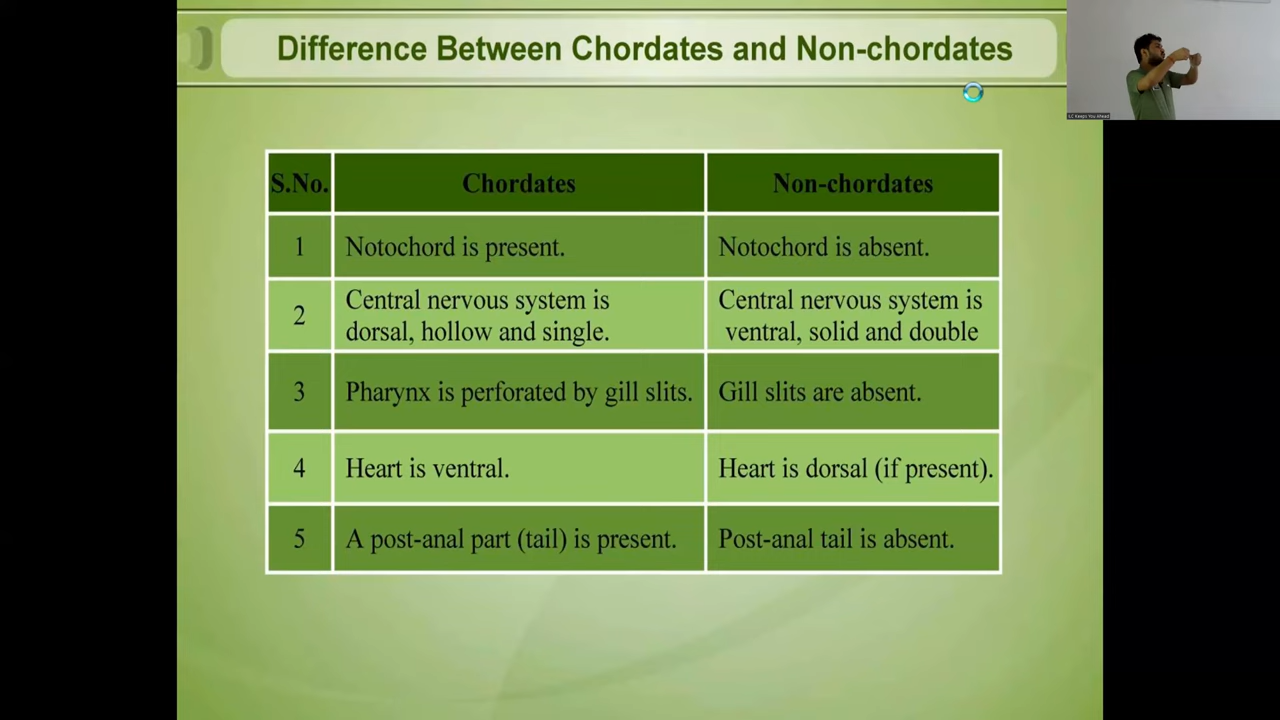 Difference Between Chordates and Non-chordates
S.No. Chordates Non-chordates
1 Notochord is present. Notochord is absent.
2 Central nervous system is dorsal, hollow and single. Central nervous system is ventral, solid and double
3 Pharynx is perforated by gill slits. Gill slits are absent.
4 Heart is ventral. Heart is dorsal (if present).
5 A post-anal part (tail) is present. Post-anal tail is absent.